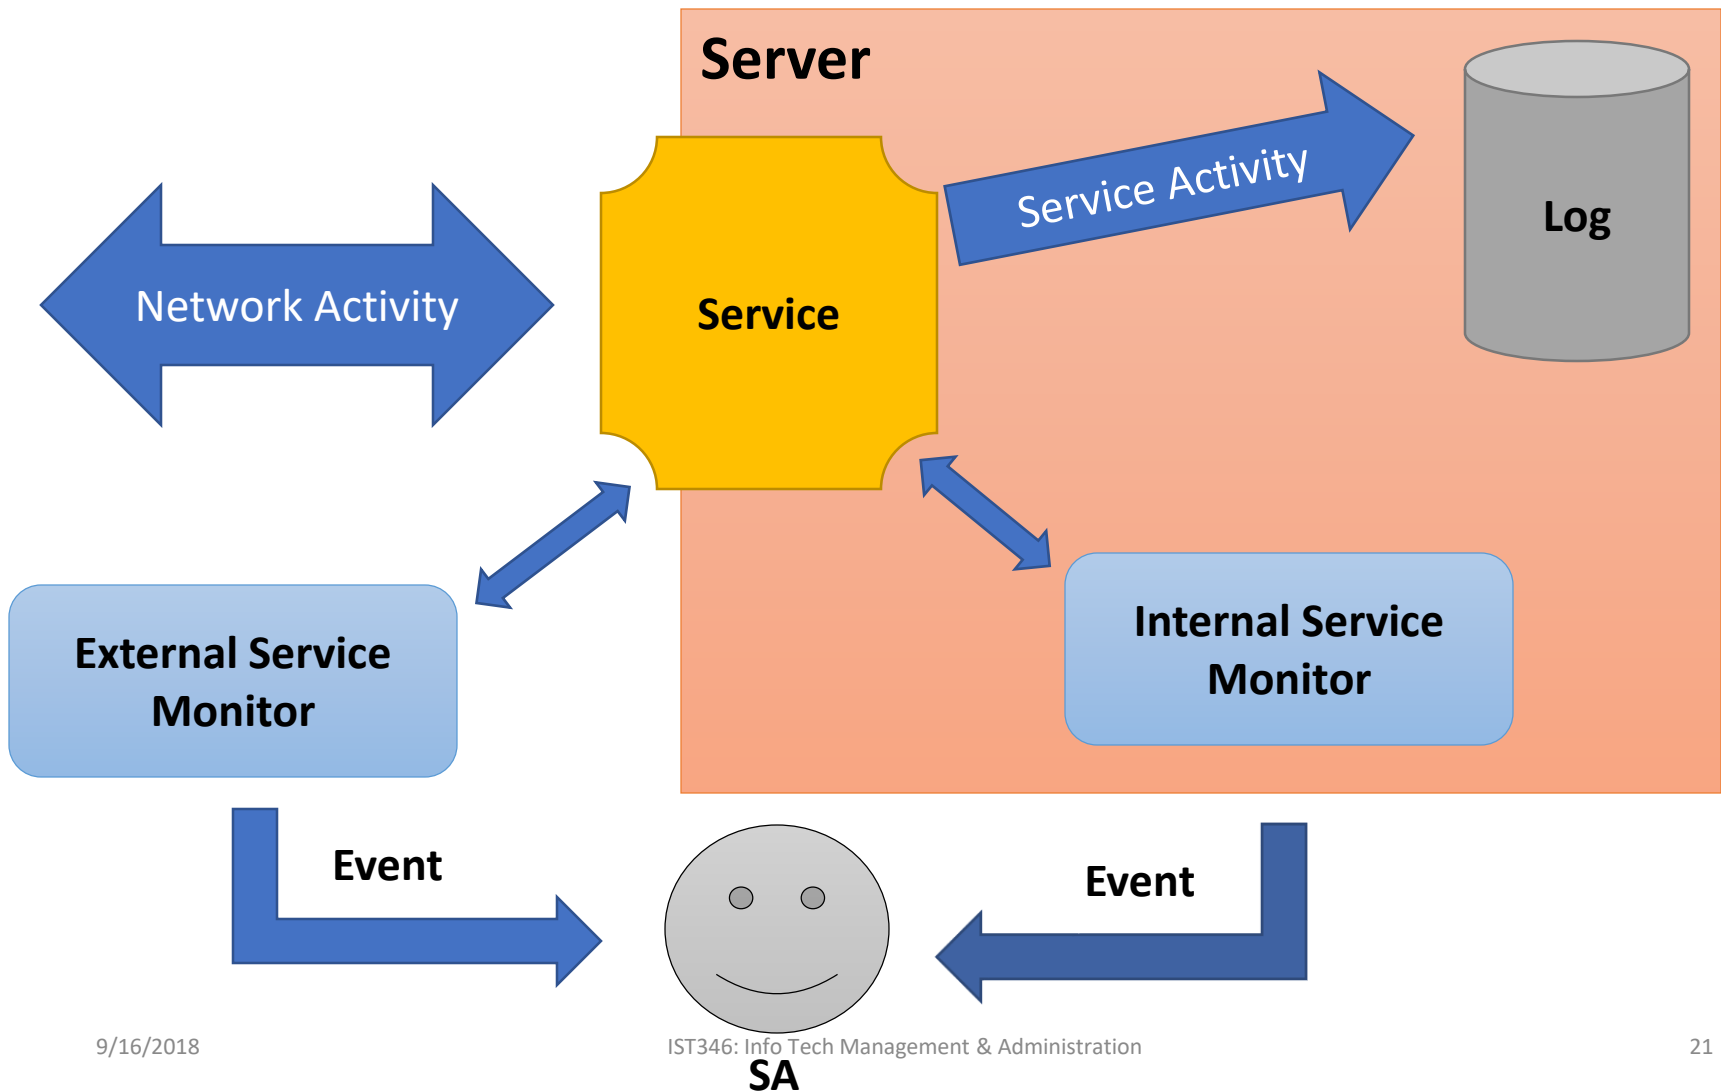 Server
Service Activity
Log
Network Activity
Service
External Service
Monitor
Internal Service
Monitor
Event
Event
9/16/2018
IST346: Info Tech Management & Administration
21
SA